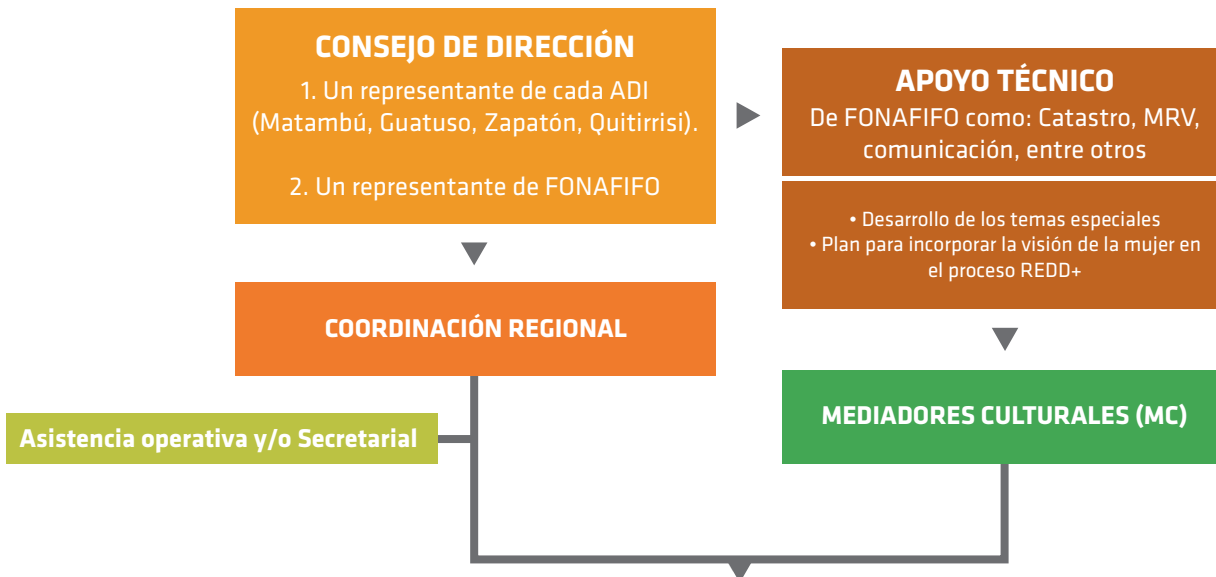 CONSEJO DE DIRECCIÓN
1. Un representante de cada ADI
(Matambú, Guatuso, Zapatón, Quitirrisi).
2. Un representante de FONAFIFO
APOYO TÉCNICO
De FONAFIFO como: Catastro, MRV,
comunicación, entre otros
• Desarrollo de los temas especiales
• Plan para incorporar la visión de la mujer en
el proceso REDD+
COORDINACIÓN REGIONAL
MEDIADORES CULTURALES (MC)
Asistencia operativa y/o Secretarial